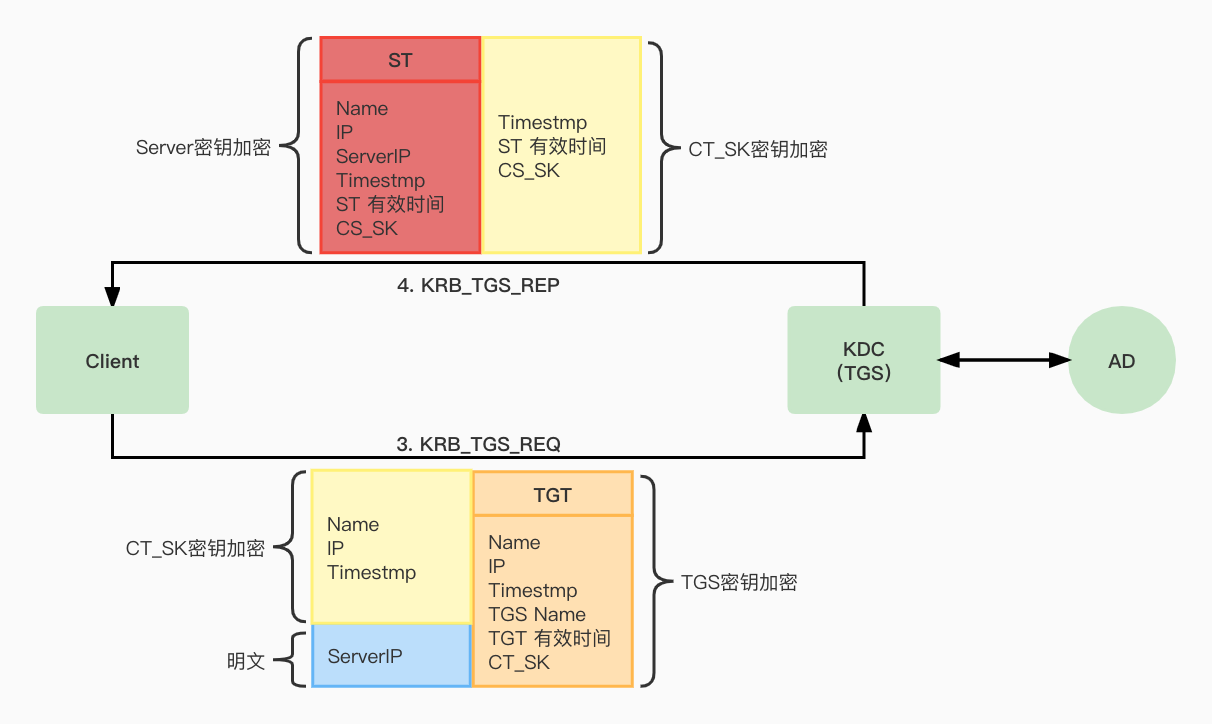 ST
Name
IP
ServerIP
Timestmp
ST 有效时间
CS_SK
Timestmp
ST 有效时间
CS_SK
Server密钥加密
CT_SK密钥加密
4. KRB_TGS_REP
Client
KDC
(TGS)
AD
3. KRB_TGS_REQ
Name
IP
Timestmp
TGT
Name
IP
Timestmp
TGS Name
TGT 有效时间
CT_SK
CT_SK密钥加密
TGS密钥加密
明文
ServerIP